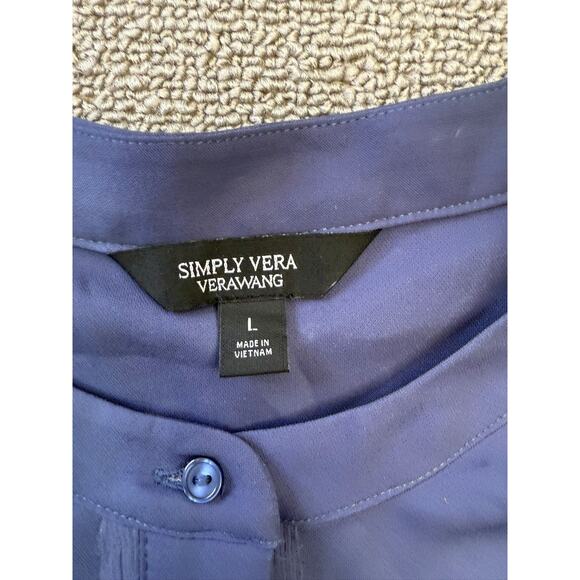 SIMPLY VERA
VERAWANG
L
MADE IN
VIETNAM